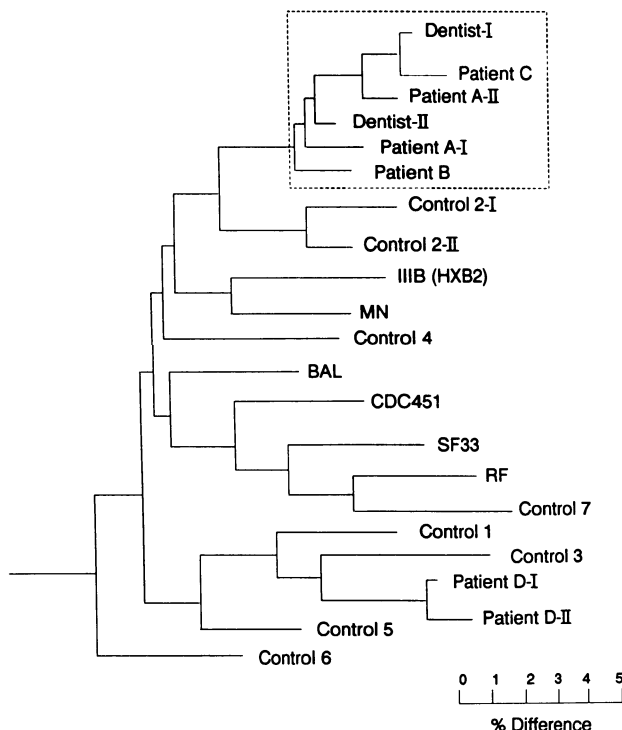 Dentist-I
Patient C
Patient A-II
Dentist-II
Patient A-I
Patient B
Control 2-I
Control 2-II
IIIB (HXB2)
MN
Control 4
BAL
CDC451
SF33
RF
Control 7
Control 1
Control 3
Patient D-I
Patient D-II
Control 5
Control 6
0 1 2 3 4 5
% Difference